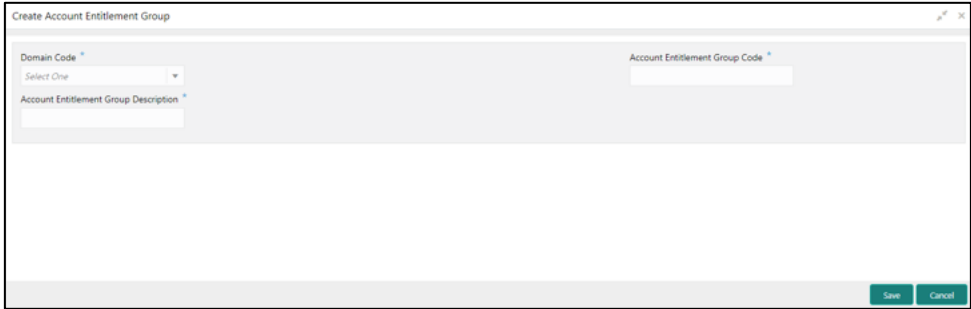 Create Account Entitlement Group
Domain Code *
Account Entitlement Group Code *
Select One
Account Entitlement Group Description *
Save
Cancel